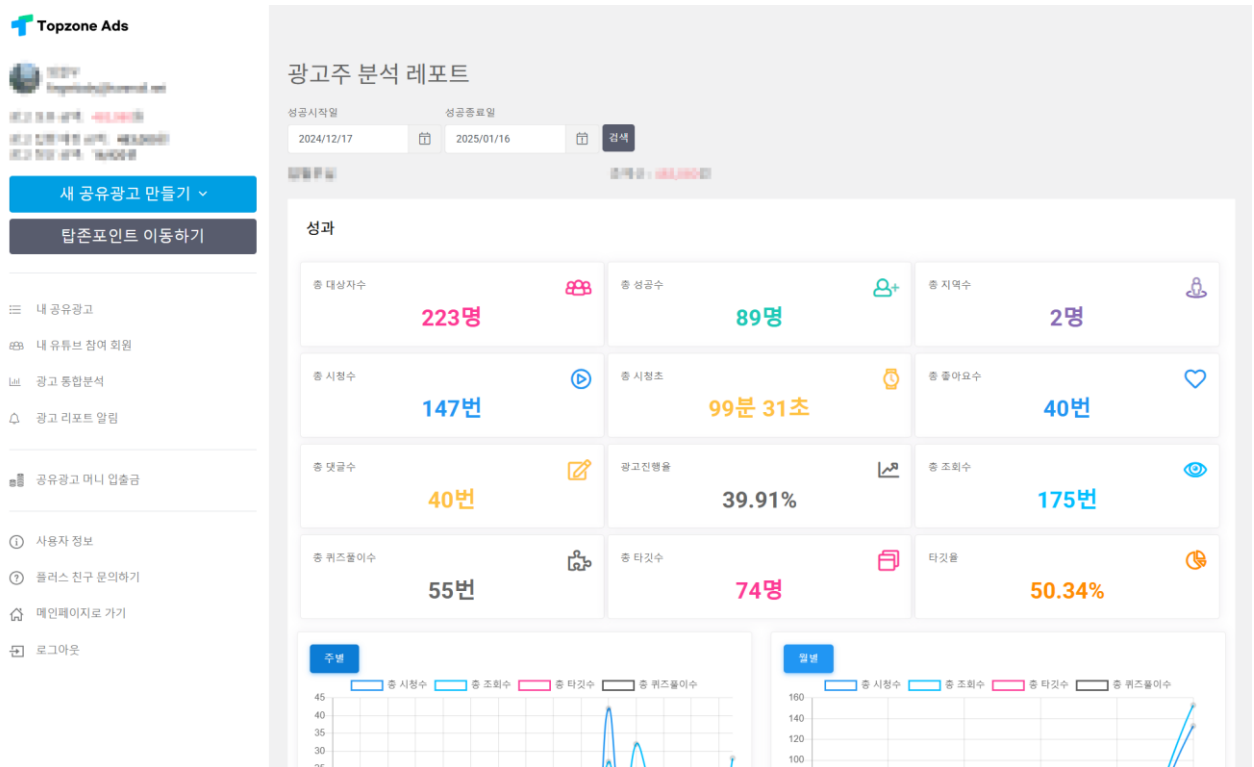 Topzone Ads
새 공유광고 만들기
탑존포인트 이동하기
내 공유광고
내 유튜브 참여 회원
광고 통합분석
광고 리포트 알림
공유광고 머니 입출금
사용자 정보
플러스 친구 문의하기
메인페이지로 가기
로그아웃
광고주 분석 레포트
성공시작일 성공종료일
2024/12/17 2025/01/16 검색
성과
총 대상자수 총 성공수 총 지역수
223명 89명 2명
총 시청수 총 시청초 총 좋아요수
147번 99분 31초 40번
총 댓글수 광고진행율 총 조회수
40번 39.91% 175번
총 퀴즈풀이수 총 타깃수 타깃율
55번 74명 50.34%
주별
총 시청수 총 조회수 총 타깃수 총 퀴즈풀이수
45
40
35
30
월별
총 시청수 총 조회수 총 타깃수 총 퀴즈풀이수
160
140
120
100